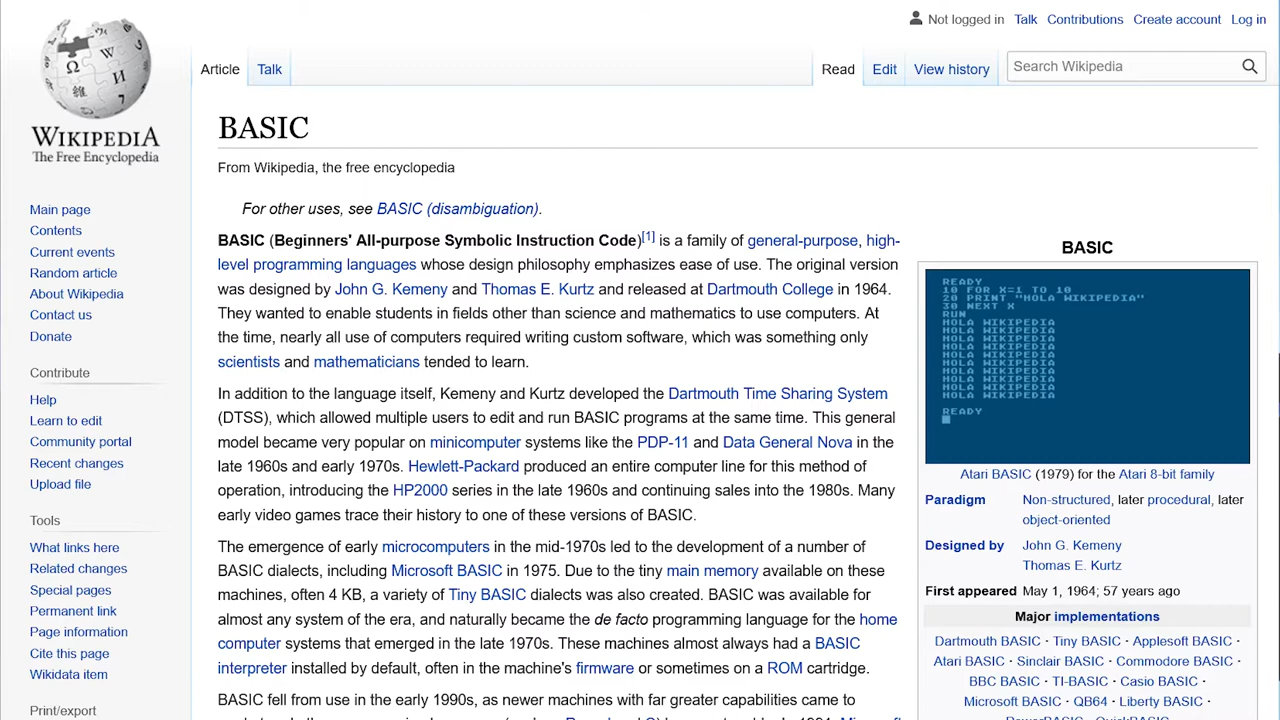 Not logged in Talk Contributions Create account Log in
Article Talk Read Edit View history Search Wikipedia
WIKIPEDIA
The Free Encyclopedia
Main page
Contents
Current events
Random article
About Wikipedia
Contact us
Donate
Contribute
Help
Learn to edit
Community portal
Recent changes
Upload file
Tools
What links here
Related changes
Special pages
Permanent link
Page information
Cite this page
Wikidata item
Print/export
BASIC
From Wikipedia, the free encyclopedia
For other uses, see BASIC (disambiguation).
BASIC (Beginners' All-purpose Symbolic Instruction Code)[1] is a family of general-purpose, high-
level programming languages whose design philosophy emphasizes ease of use. The original version
was designed by John G. Kemeny and Thomas E. Kurtz and released at Dartmouth College in 1964.
They wanted to enable students in fields other than science and mathematics to use computers. At
the time, nearly all use of computers required writing custom software, which was something only
scientists and mathematicians tended to learn.
In addition to the language itself, Kemeny and Kurtz developed the Dartmouth Time Sharing System
(DTSS), which allowed multiple users to edit and run BASIC programs at the same time. This general
model became very popular on minicomputer systems like the PDP-11 and Data General Nova in the
late 1960s and early 1970s. Hewlett-Packard produced an entire computer line for this method of
operation, introducing the HP2000 series in the late 1960s and continuing sales into the 1980s. Many
early video games trace their history to one of these versions of BASIC.
The emergence of early microcomputers in the mid-1970s led to the development of a number of
BASIC dialects, including Microsoft BASIC in 1975. Due to the tiny main memory available on these
machines, often 4 KB, a variety of Tiny BASIC dialects was also created. BASIC was available for
almost any system of the era, and naturally became the de facto programming language for the home
computer systems that emerged in the late 1970s. These machines almost always had a BASIC
interpreter installed by default, often in the machine's firmware or sometimes on a ROM cartridge.
BASIC fell from use in the early 1990s, as newer machines with far greater capabilities came to
BASIC
READY
10 FOR X=1 TO 10
20 PRINT "HOLA WIKIPEDIA"
30 NEXT X
RUN
HOLA WIKIPEDIA
HOLA WIKIPEDIA
HOLA WIKIPEDIA
HOLA WIKIPEDIA
HOLA WIKIPEDIA
HOLA WIKIPEDIA
HOLA WIKIPEDIA
HOLA WIKIPEDIA
HOLA WIKIPEDIA
HOLA WIKIPEDIA
READY
Atari BASIC (1979) for the Atari 8-bit family
Paradigm Non-structured, later procedural, later
object-oriented
Designed by John G. Kemeny
Thomas E. Kurtz
First appeared May 1, 1964; 57 years ago
Major implementations
Dartmouth BASIC · Tiny BASIC · Applesoft BASIC ·
Atari BASIC · Sinclair BASIC · Commodore BASIC ·
BBC BASIC · TI-BASIC · Casio BASIC ·
Microsoft BASIC · QB64 · Liberty BASIC ·